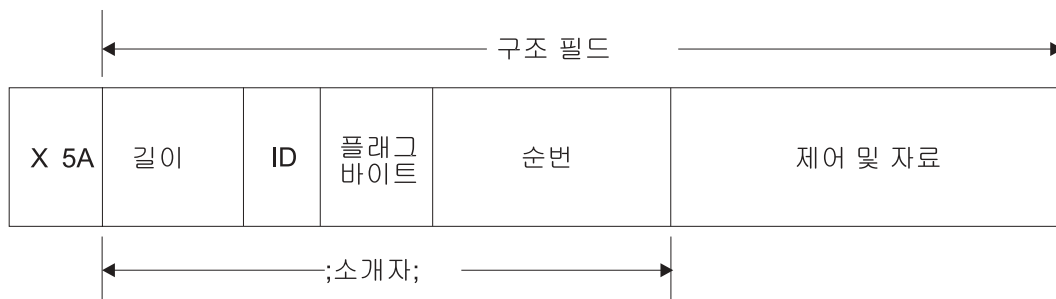 구조 필드
X 5A
길이
ID
플래그
바이트
순번
제어 및 자료
;소개자;